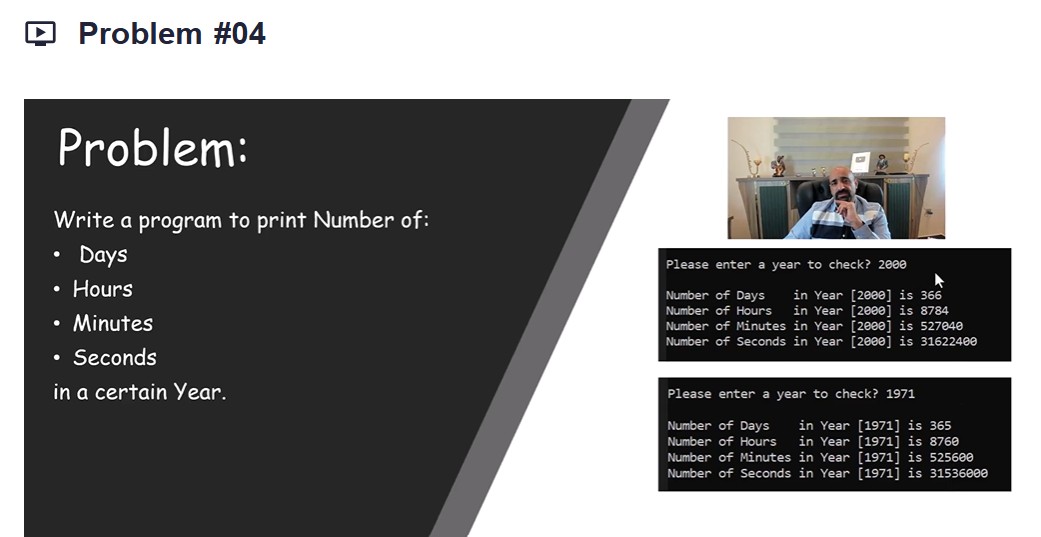 Problem #04
Problem:
Write a program to print Number of:
• Days
• Hours
• Minutes
• Seconds
in a certain Year.
Please enter a year to check? 2000
Number of Days    in Year [2000] is 366
Number of Hours   in Year [2000] is 8784
Number of Minutes in Year [2000] is 527040
Number of Seconds in Year [2000] is 31622400
Please enter a year to check? 1971
Number of Days    in Year [1971] is 365
Number of Hours   in Year [1971] is 8760
Number of Minutes in Year [1971] is 525600
Number of Seconds in Year [1971] is 31536000